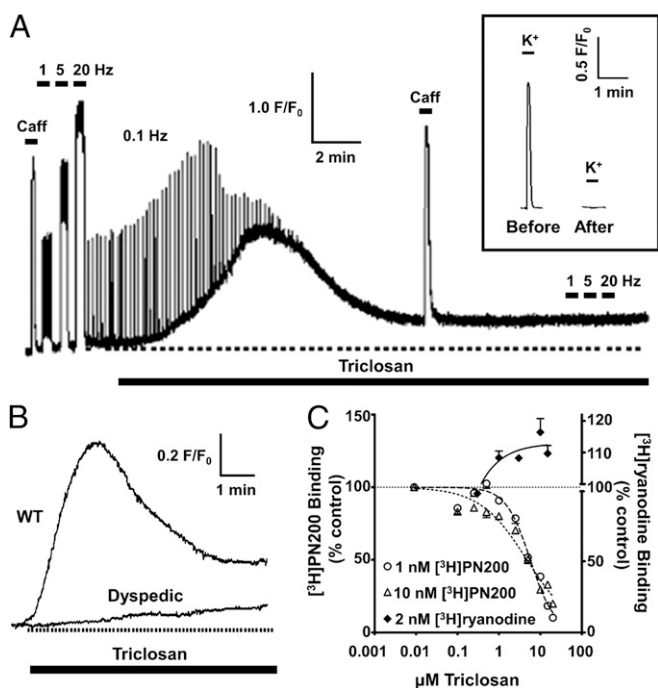 A
1 5 20 Hz
Caff
0.1 Hz
1.0 F/F₀
2 min
Caff
K⁺
K⁺
0.5 F/F₀
1 min
Before After
1 5 20 Hz
Triclosan
B
0.2 F/F₀
1 min
WT
Dyspedic
Triclosan
C
[³H]PN200 Binding
(% control)
150
100
50
0
120
110
100
50
0
[³H]ryanodine Binding
(% control)
1 nM [³H]PN200
10 nM [³H]PN200
2 nM [³H]ryanodine
0.001 0.01 0.1 1 10 100
µM Triclosan